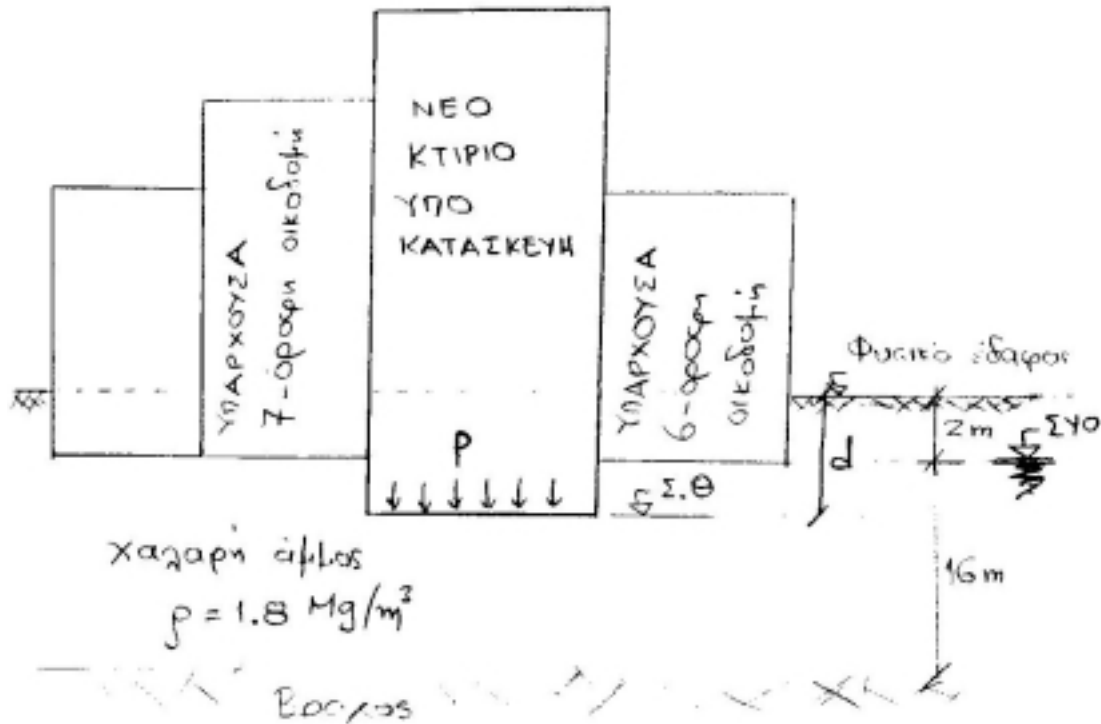 ΝΕΟ
ΚΤΙΡΙΟ
ΥΠΟ
ΚΑΤΑΣΚΕΥΗ
ΥΠΑΡΧΟΥΣΑ
7-όροφη οικοδομή
ΥΠΑΡΧΟΥΣΑ
6-όροφη
οικοδομή
Φυσικό έδαφος
2m
ΣΥΟ
d
P
Σ.Θ
16m
χαλαρή άμμος
ρ = 1.8 Mg/m³
Βράχος